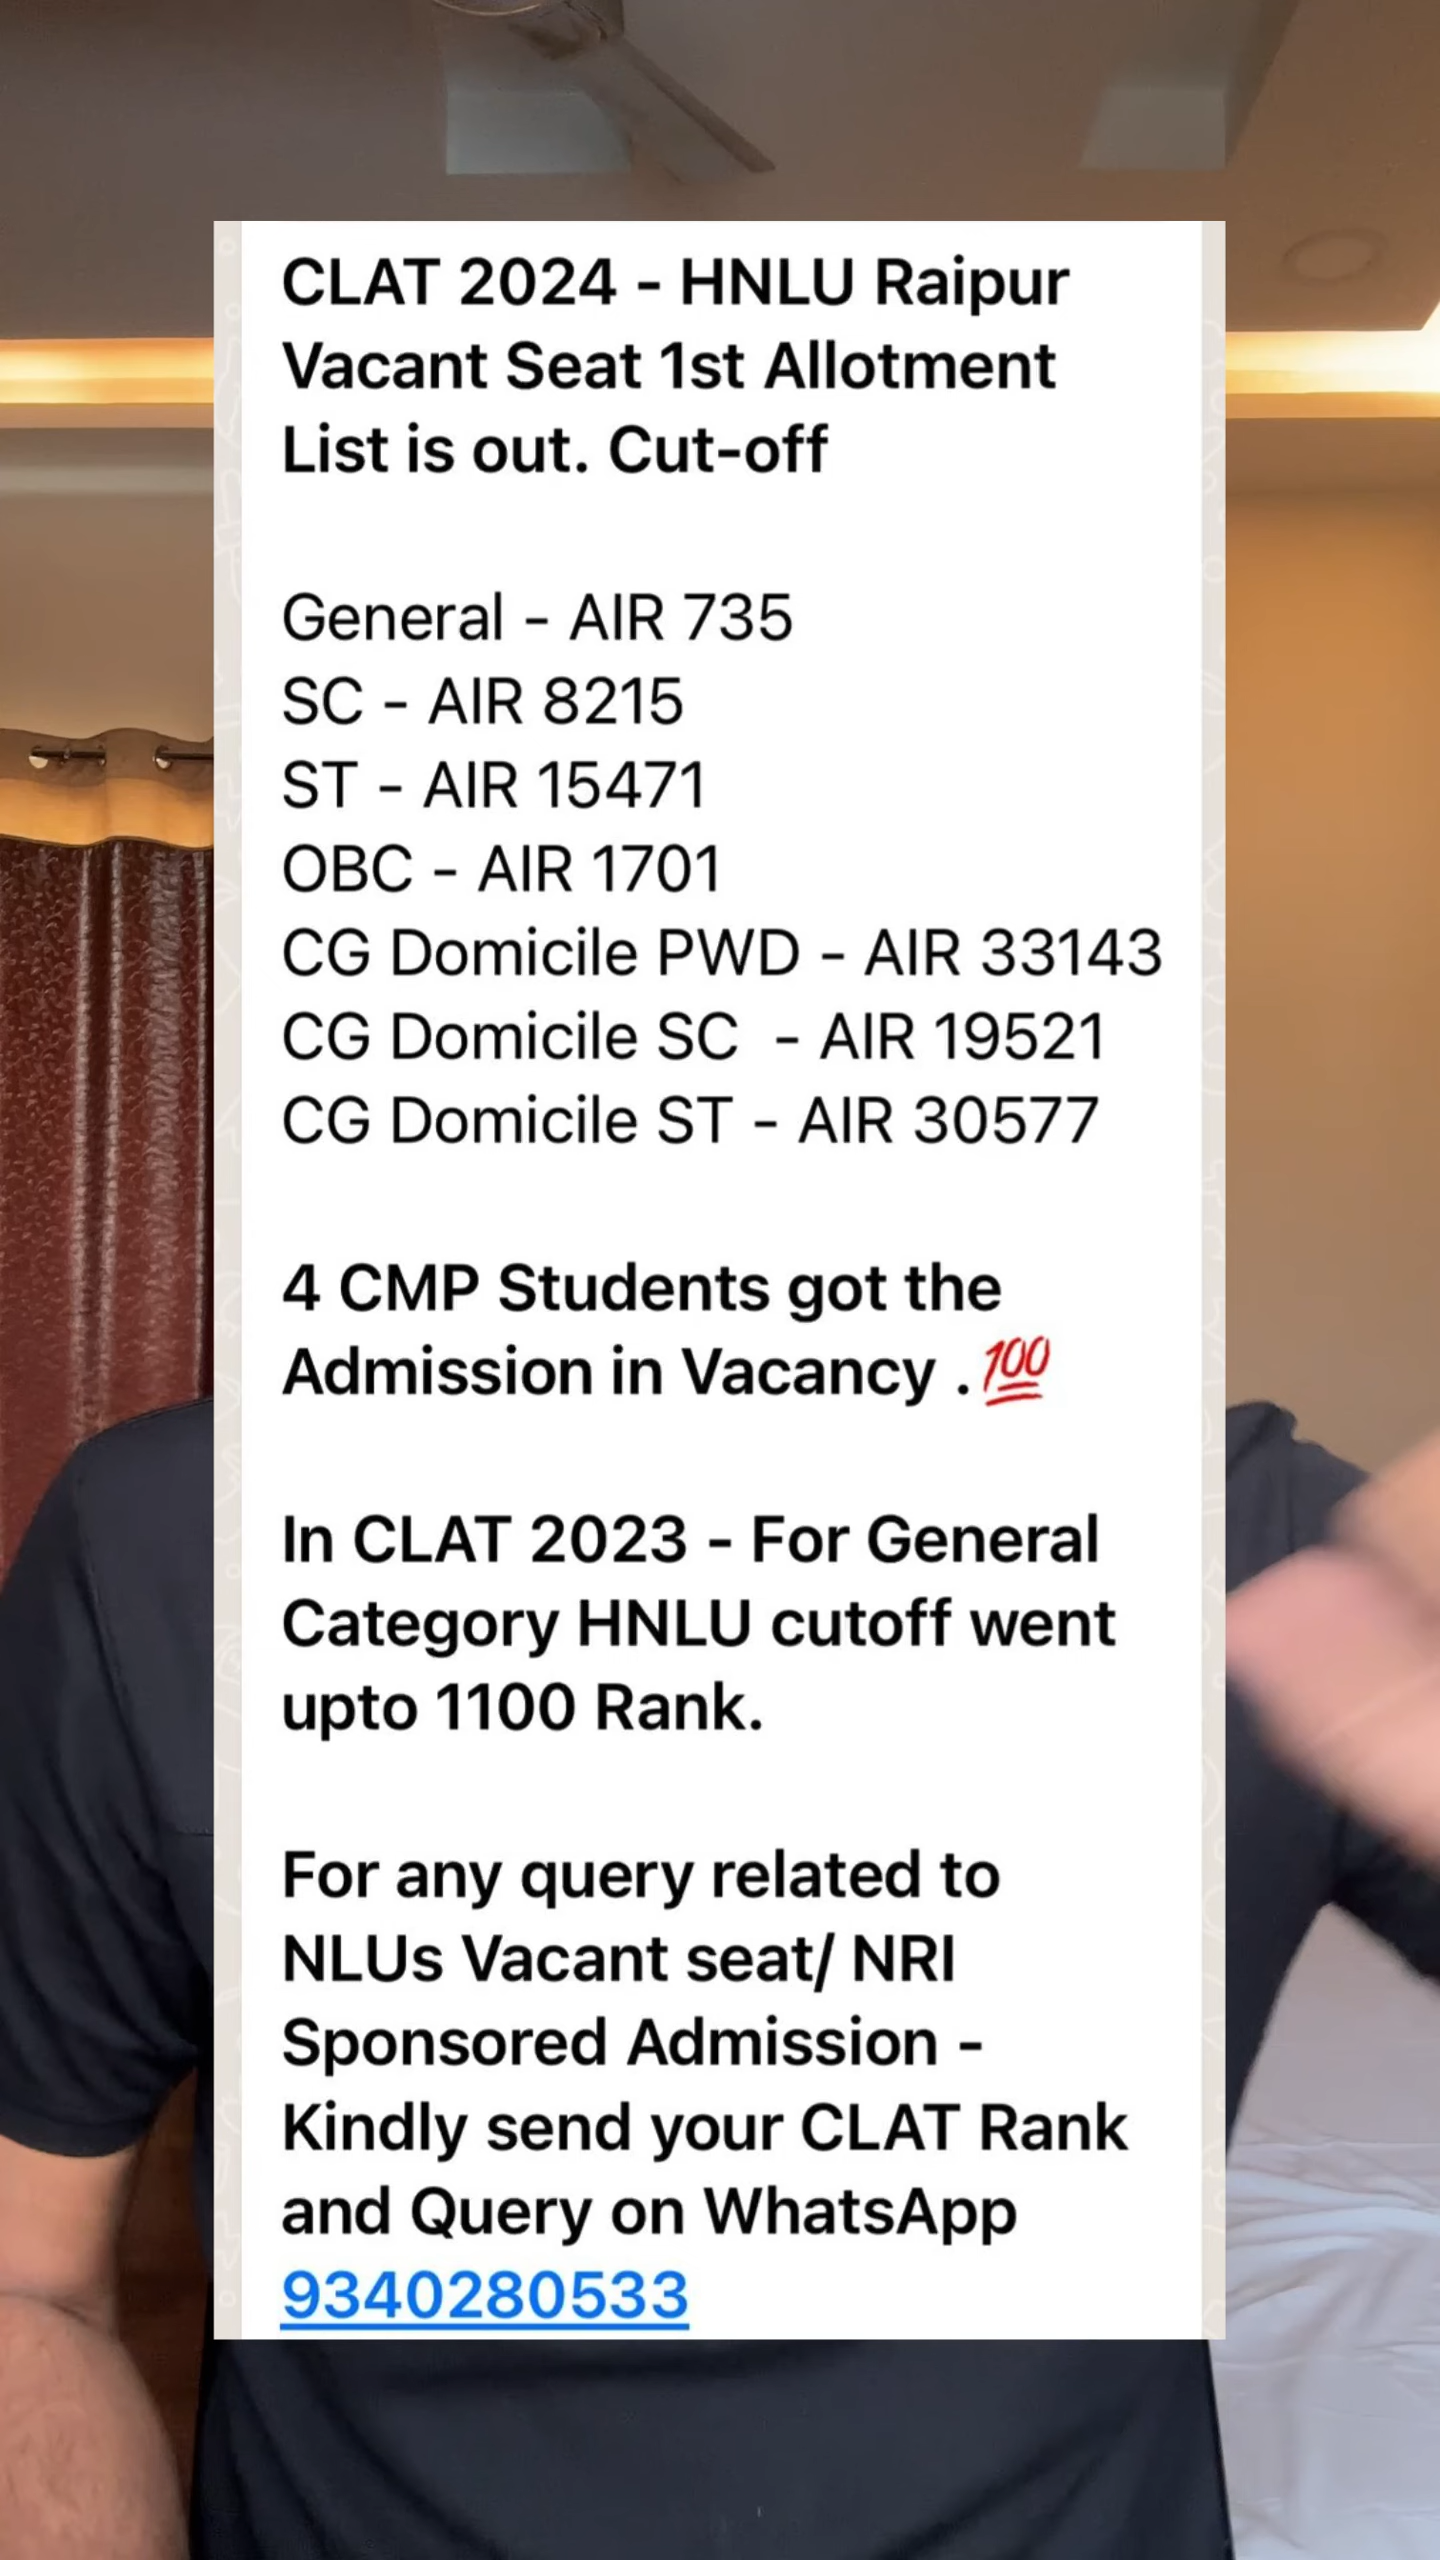 CLAT 2024 - HNLU Raipur
Vacant Seat 1st Allotment
List is out. Cut-off
General - AIR 735
SC - AIR 8215
ST - AIR 15471
OBC - AIR 1701
CG Domicile PWD - AIR 33143
CG Domicile SC  - AIR 19521
CG Domicile ST - AIR 30577
4 CMP Students got the
Admission in Vacancy .💯
In CLAT 2023 - For General
Category HNLU cutoff went
upto 1100 Rank.
For any query related to
NLUs Vacant seat/ NRI
Sponsored Admission -
Kindly send your CLAT Rank
and Query on WhatsApp
9340280533